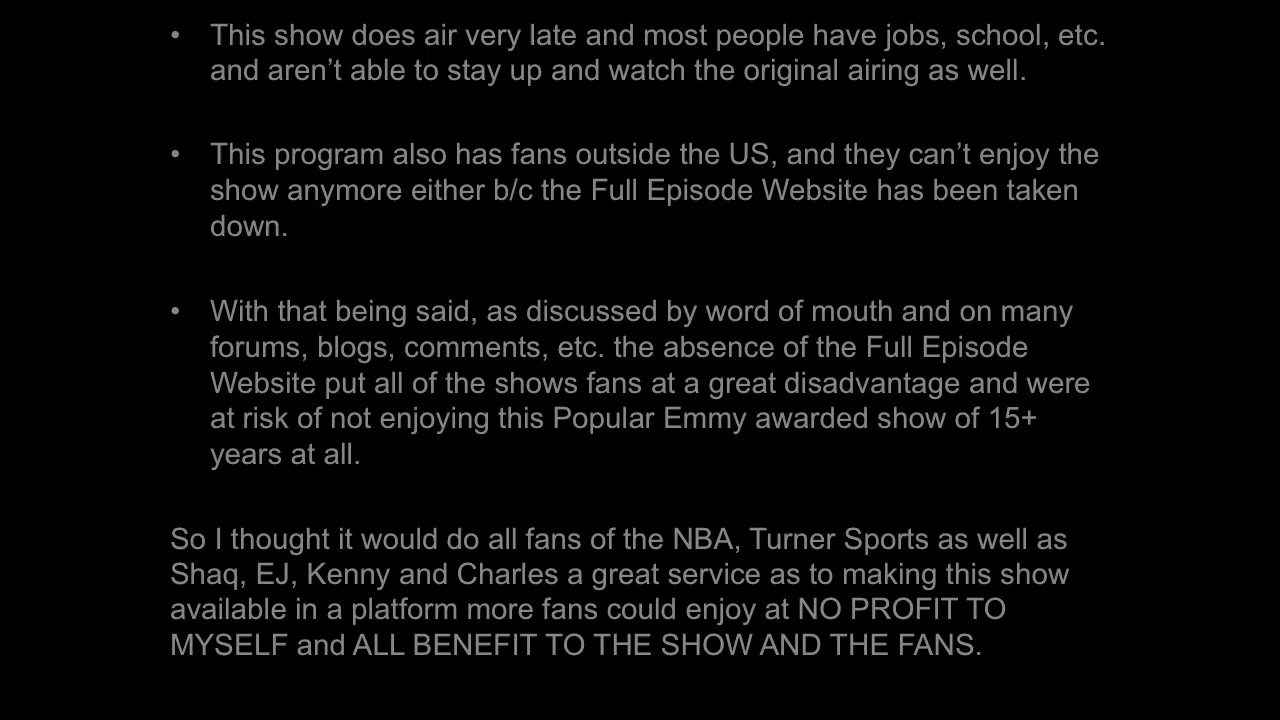 • This show does air very late and most people have jobs, school, etc.
and aren’t able to stay up and watch the original airing as well.
• This program also has fans outside the US, and they can’t enjoy the
show anymore either b/c the Full Episode Website has been taken
down.
• With that being said, as discussed by word of mouth and on many
forums, blogs, comments, etc. the absence of the Full Episode
Website put all of the shows fans at a great disadvantage and were
at risk of not enjoying this Popular Emmy awarded show of 15+
years at all.
So I thought it would do all fans of the NBA, Turner Sports as well as
Shaq, EJ, Kenny and Charles a great service as to making this show
available in a platform more fans could enjoy at NO PROFIT TO
MYSELF and ALL BENEFIT TO THE SHOW AND THE FANS.